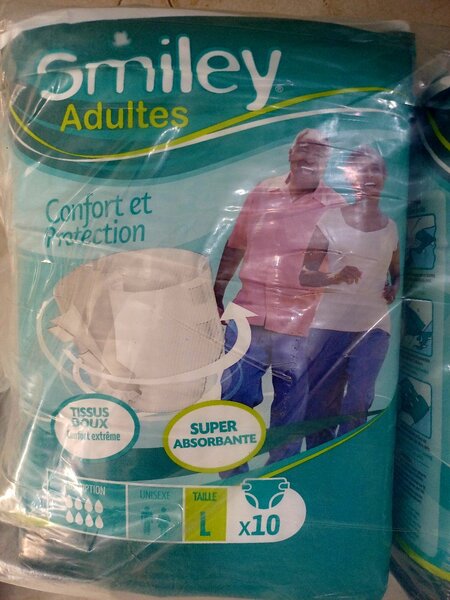 Smiley
Adultes
Confort et
Protection
TISSUS
DOUX
Confort extrême
SUPER
ABSORBANTE
UNISEXE
TAILLE
L
x10